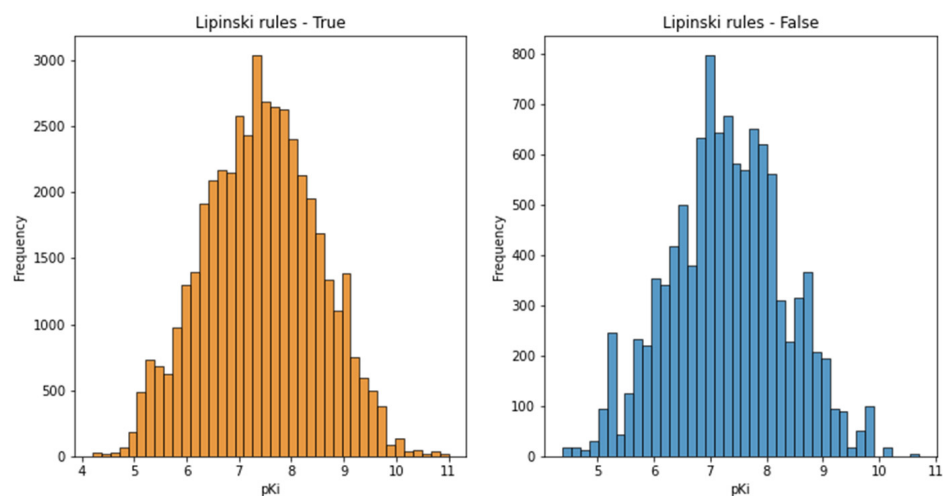 Lipinski rules - True
Frequency
3000
2500
2000
1500
1000
500
0
4 5 6 7 8 9 10 11
pKi
Lipinski rules - False
Frequency
800
700
600
500
400
300
200
100
0
5 6 7 8 9 10 11
pKi